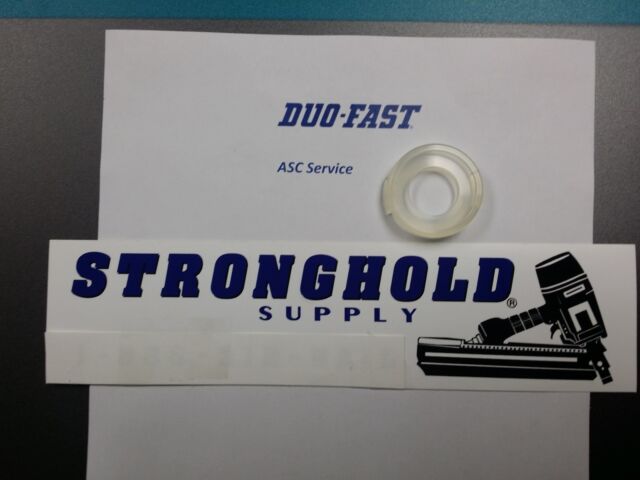 DUO-FAST
ASC Service
STRONGHOLD®
SUPPLY